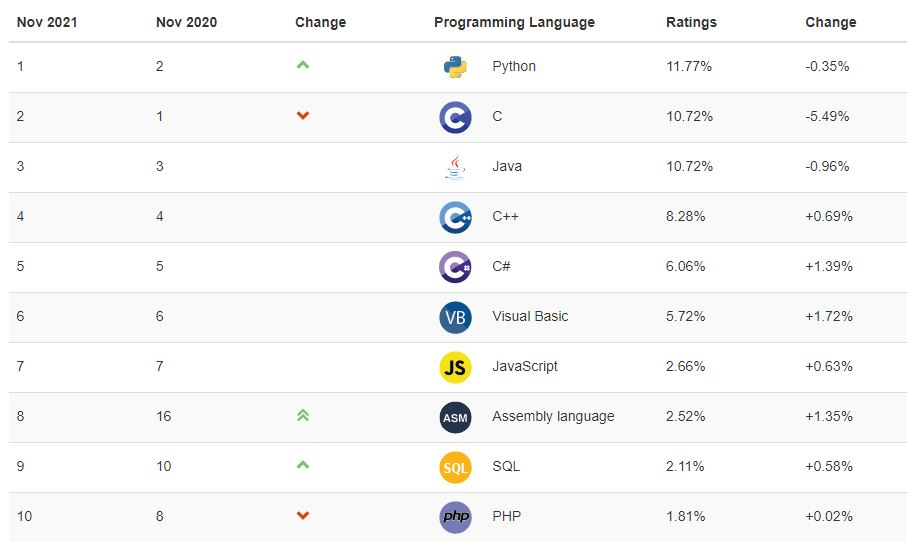 Nov 2021 Nov 2020 Change Programming Language Ratings Change
1 2 Python 11.77% -0.35%
2 1 C 10.72% -5.49%
3 3 Java 10.72% -0.96%
4 4 C++ 8.28% +0.69%
5 5 C# 6.06% +1.39%
6 6 VB Visual Basic 5.72% +1.72%
7 7 JS JavaScript 2.66% +0.63%
8 16 ASM Assembly language 2.52% +1.35%
9 10 SQL SQL 2.11% +0.58%
10 8 php PHP 1.81% +0.02%